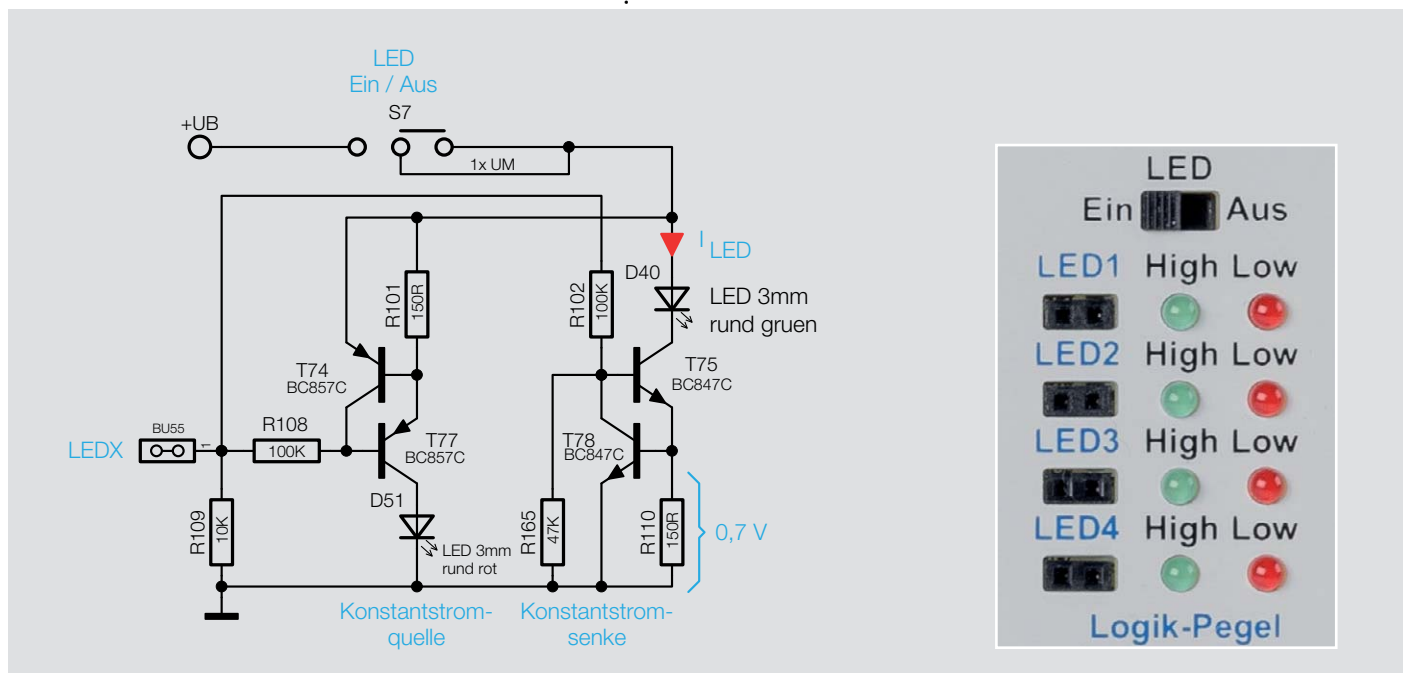 LED
Ein / Aus
S7
+UB
1x UM
I LED
D40
LED 3mm
rund gruen
R101
150R
R102
100K
T74
BC857C
T75
BC847C
BU55
LEDX
1
R108
100K
T77
BC857C
T78
BC847C
D51
LED 3mm
rund rot
R109
10K
R165
47K
R110
150R
0,7 V
Konstantstrom-
quelle
Konstantstrom-
senke
LED
Ein Aus
LED1 High Low
LED2 High Low
LED3 High Low
LED4 High Low
Logik-Pegel